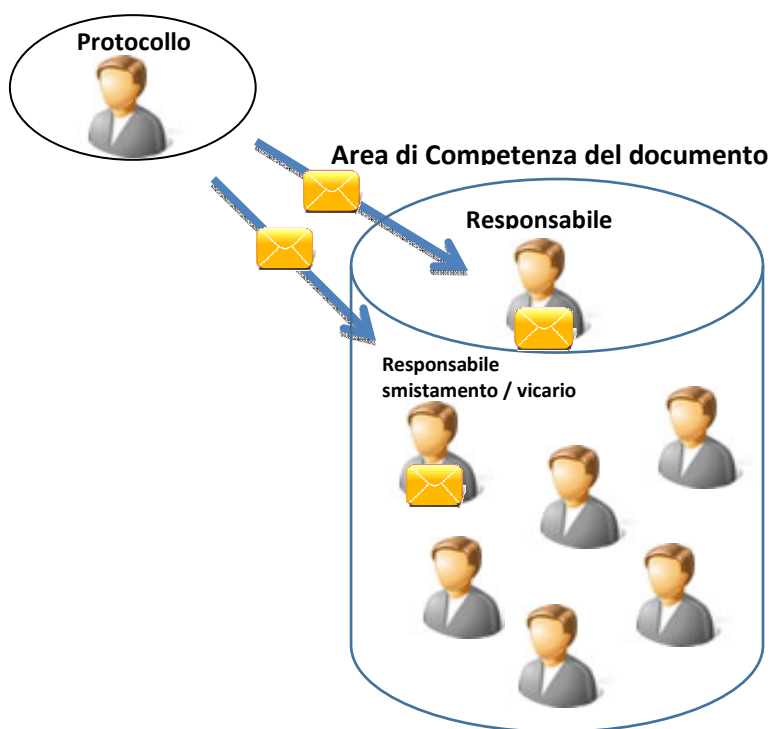 Protocollo
Area di Competenza del documento
Responsabile
Responsabile
smistamento / vicario